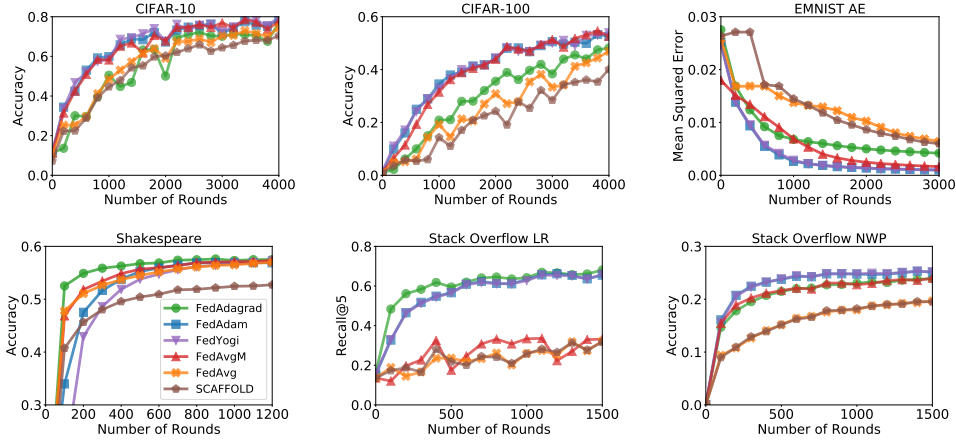 CIFAR-10
CIFAR-100
EMNIST AE
0.8
0.6
0.4
0.2
0.0
Accuracy
0 1000 2000 3000 4000
Number of Rounds
0.6
0.4
0.2
0.0
Accuracy
0 1000 2000 3000 4000
Number of Rounds
0.03
0.02
0.01
0.00
Mean Squared Error
0 1000 2000 3000
Number of Rounds
Shakespeare
Stack Overflow LR
Stack Overflow NWP
0.6
0.5
0.4
0.3
Accuracy
FedAdagrad
FedAdam
FedYogi
FedAvgM
FedAvg
SCAFFOLD
0 200 400 600 800 1000 1200
Number of Rounds
0.8
0.6
0.4
0.2
0.0
Recall@5
0 500 1000 1500
Number of Rounds
0.3
0.2
0.1
0.0
Accuracy
0 500 1000 1500
Number of Rounds